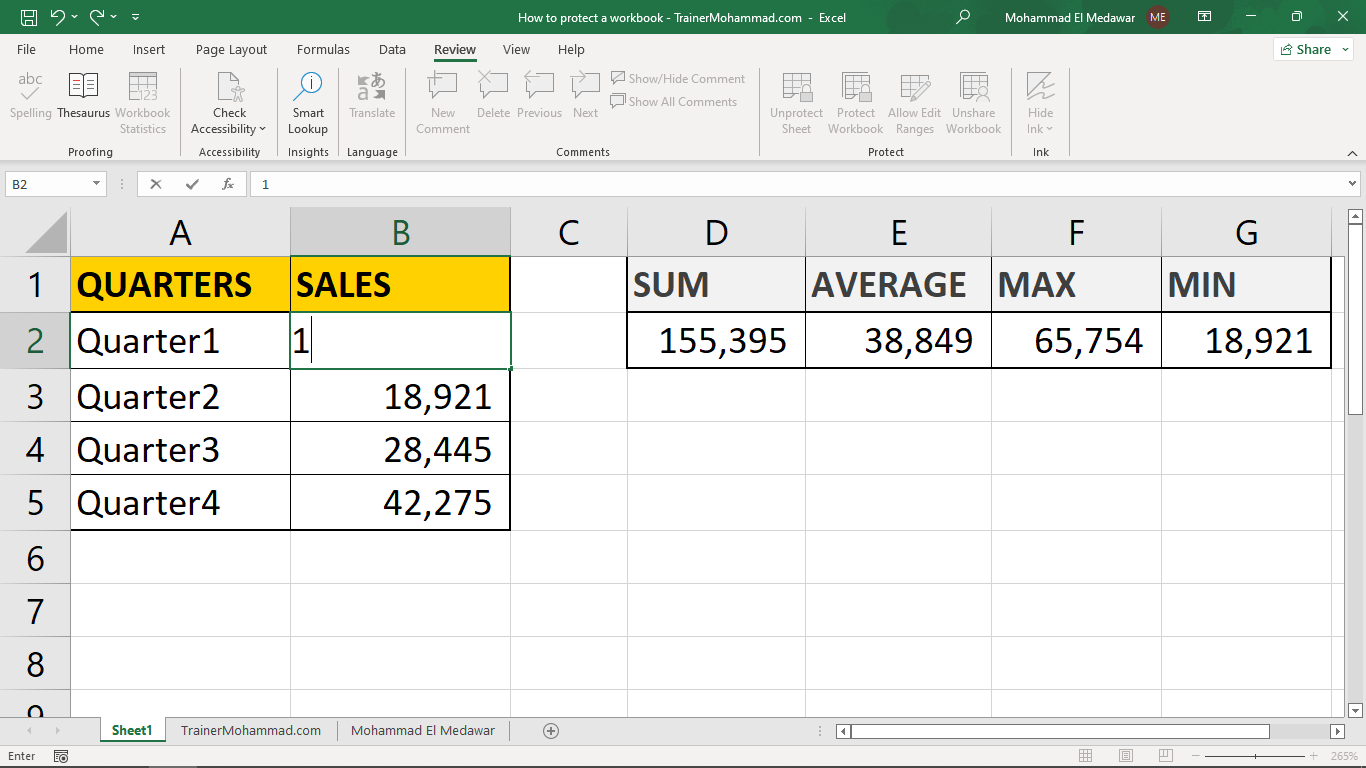 How to protect a workbook - TrainerMohammad.com - Excel
Mohammad El Medawar ME
File Home Insert Page Layout Formulas Data Review View Help Share
abc
Spelling Thesaurus Workbook Statistics
Check Accessibility
Smart Lookup
Translate
New Comment Delete Previous Next
Show/Hide Comment
Show All Comments
Unprotect Sheet Protect Workbook Allow Edit Ranges Unshare Workbook
Hide Ink
Proofing Accessibility Insights Language Comments Protect Ink
B2 fx 1
A B C D E F G
1 QUARTERS SALES SUM AVERAGE MAX MIN
2 Quarter1 1 155,395 38,849 65,754 18,921
3 Quarter2 18,921
4 Quarter3 28,445
5 Quarter4 42,275
6
7
8
9
Sheet1 TrainerMohammad.com Mohammad El Medawar
Enter 265%